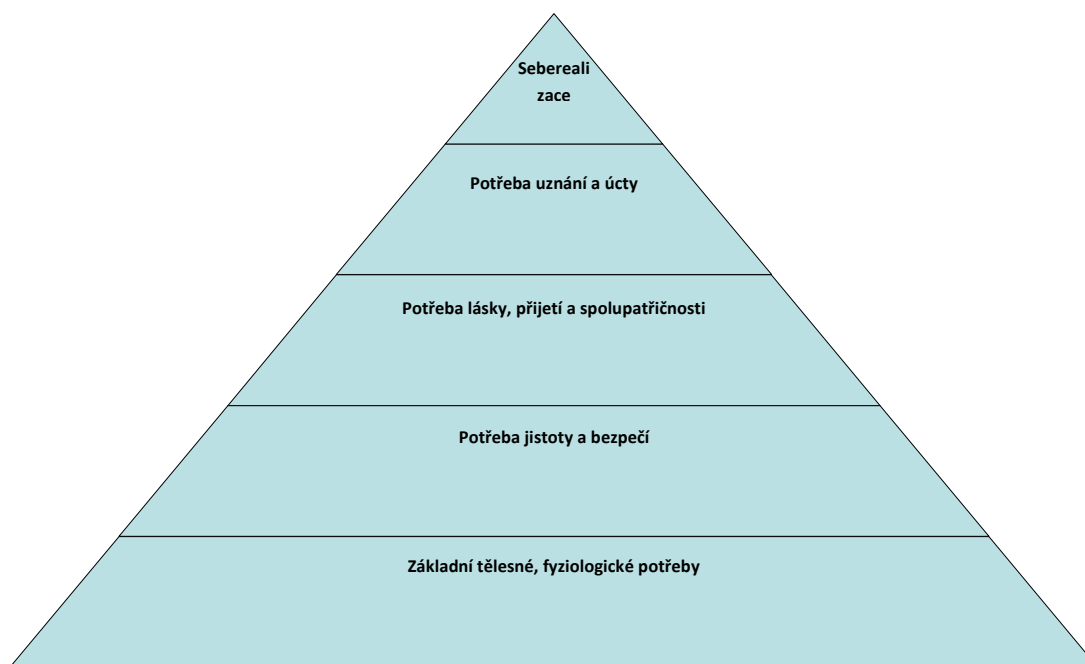 Sebereali
zace
Potřeba uznání a úcty
Potřeba lásky, přijetí a spolupatřičnosti
Potřeba jistoty a bezpečí
Základní tělesné, fyziologické potřeby